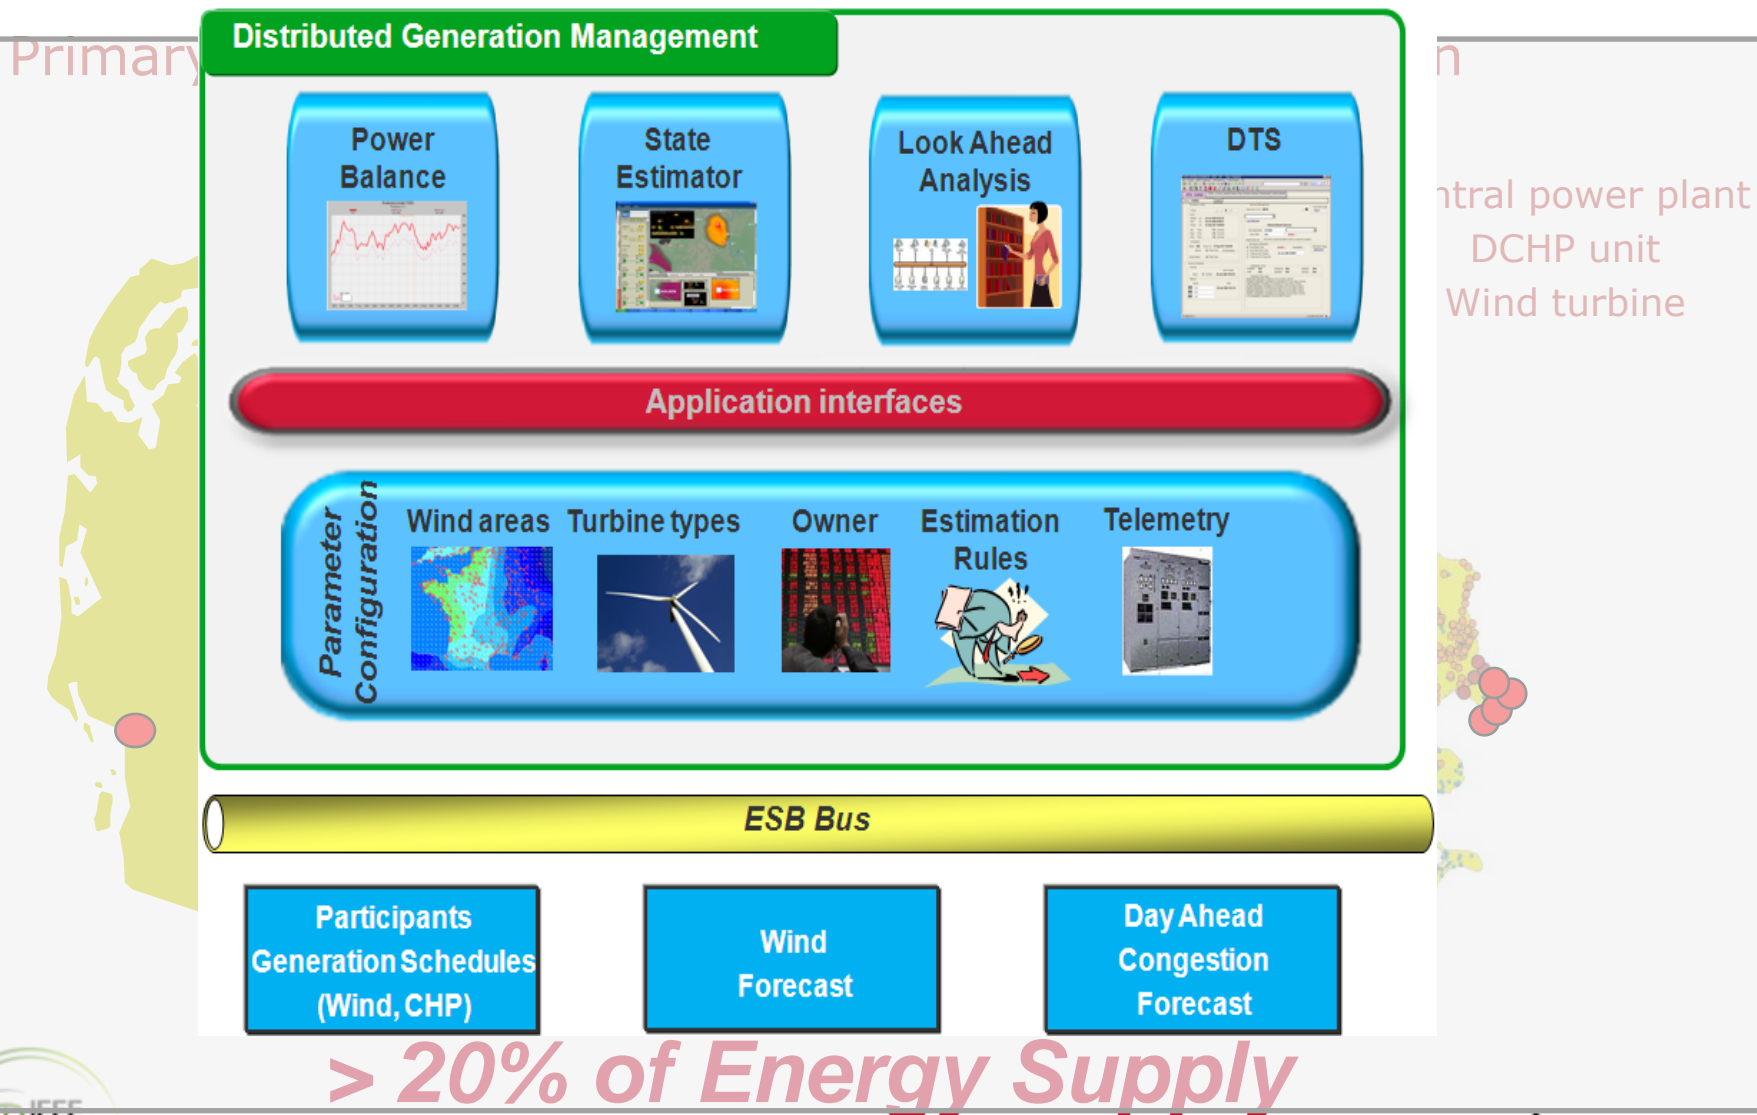 Distributed Generation Management
Primary
n
Power
Balance
State
Estimator
Look Ahead
Analysis
DTS
ntral power plant
DCHP unit
Wind turbine
Application interfaces
Parameter
Configuration
Wind areas
Turbine types
Owner
Estimation
Rules
Telemetry
ESB Bus
Participants
Generation Schedules
(Wind, CHP)
Wind
Forecast
Day Ahead
Congestion
Forecast
> 20% of Energy Supply
IEEE